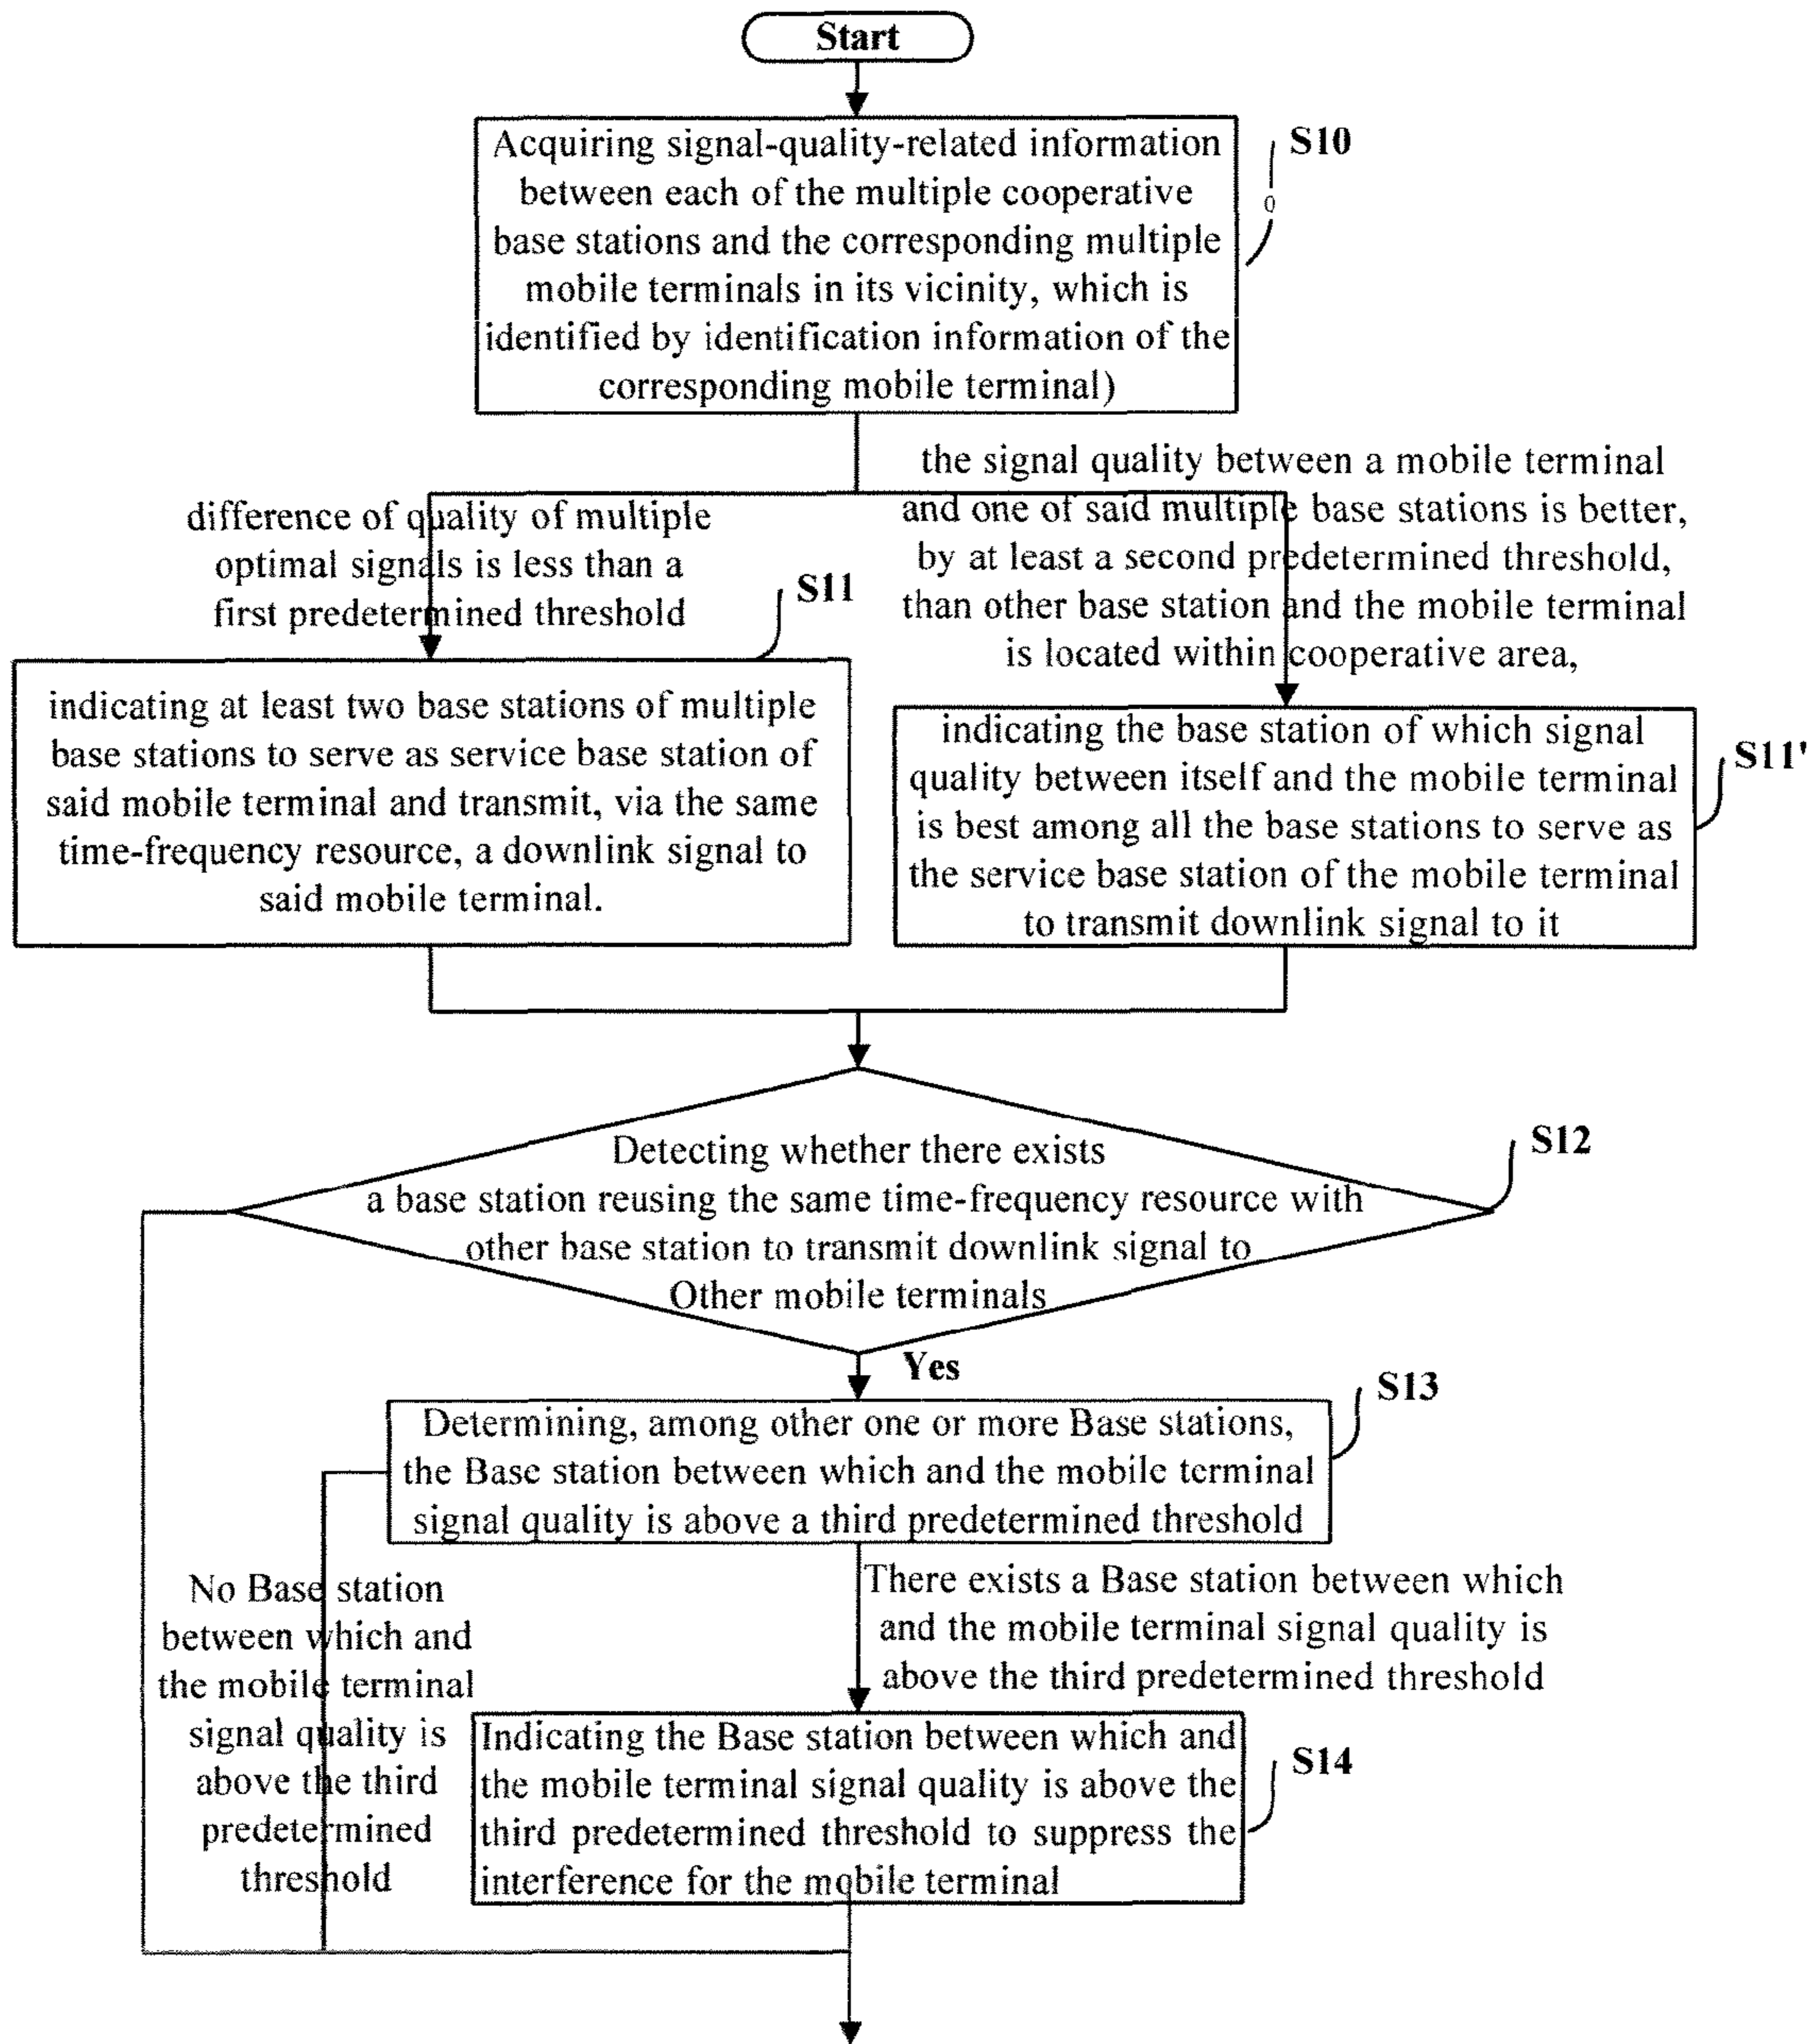 Start
Acquiring signal-quality-related information
between each of the multiple cooperative
base stations and the corresponding multiple
mobile terminals in its vicinity, which is
identified by identification information of the
corresponding mobile terminal)
S10
0
difference of quality of multiple
optimal signals is less than a
first predetermined threshold
the signal quality between a mobile terminal
and one of said multiple base stations is better,
by at least a second predetermined threshold,
than other base station and the mobile terminal
is located within cooperative area,
S11
indicating at least two base stations of multiple
base stations to serve as service base station of
said mobile terminal and transmit, via the same
time-frequency resource, a downlink signal to
said mobile terminal.
indicating the base station of which signal
quality between itself and the mobile terminal
is best among all the base stations to serve as
the service base station of the mobile terminal
to transmit downlink signal to it
S11'
Detecting whether there exists
a base station reusing the same time-frequency resource with
other base station to transmit downlink signal to
Other mobile terminals
S12
Yes
Determining, among other one or more Base stations,
the Base station between which and the mobile terminal
signal quality is above a third predetermined threshold
S13
No Base station
between which and
the mobile terminal
signal quality is
above the third
predetermined
threshold
There exists a Base station between which
and the mobile terminal signal quality is
above the third predetermined threshold
Indicating the Base station between which and
the mobile terminal signal quality is above the
third predetermined threshold to suppress the
interference for the mobile terminal
S14